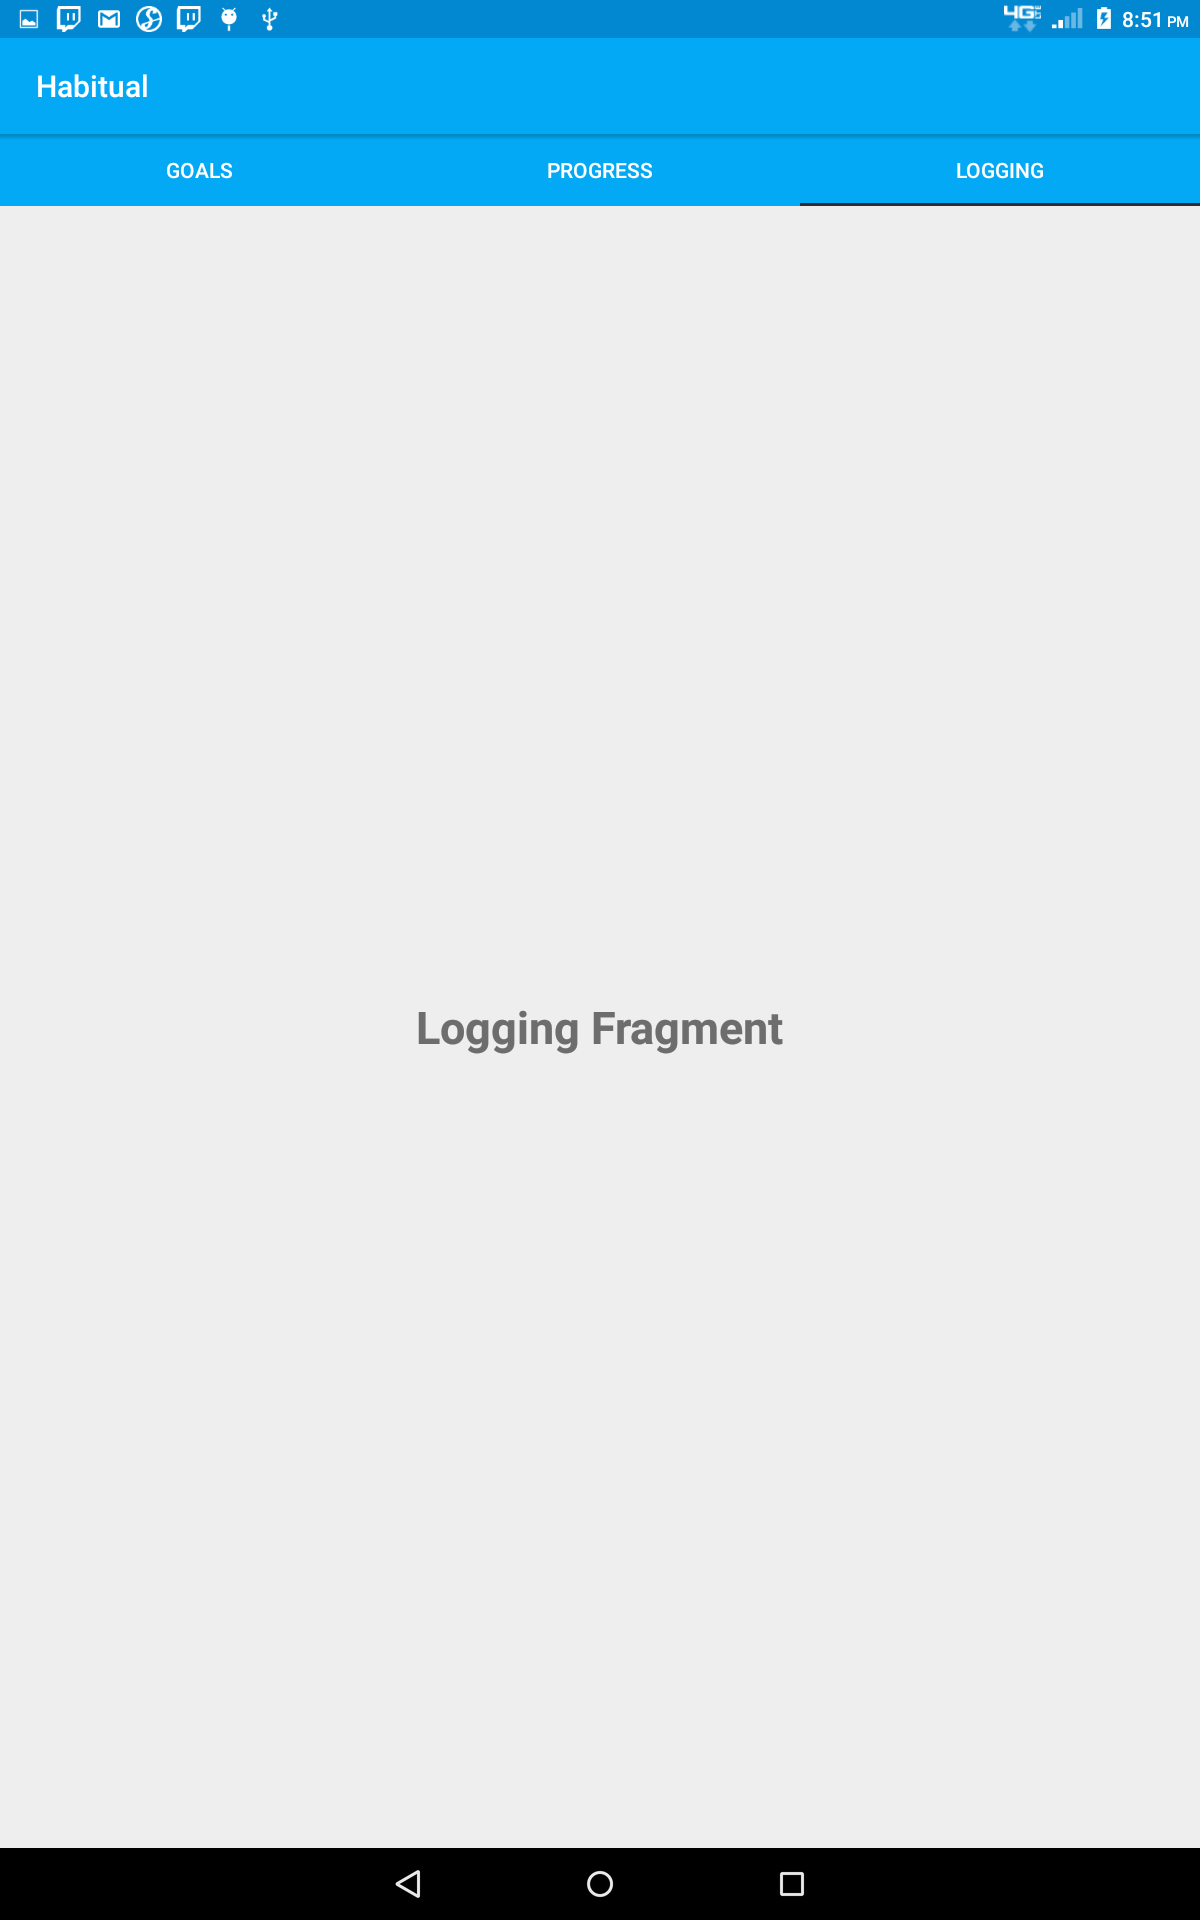 4G 8:51 PM
Habitual
GOALS PROGRESS LOGGING
Logging Fragment